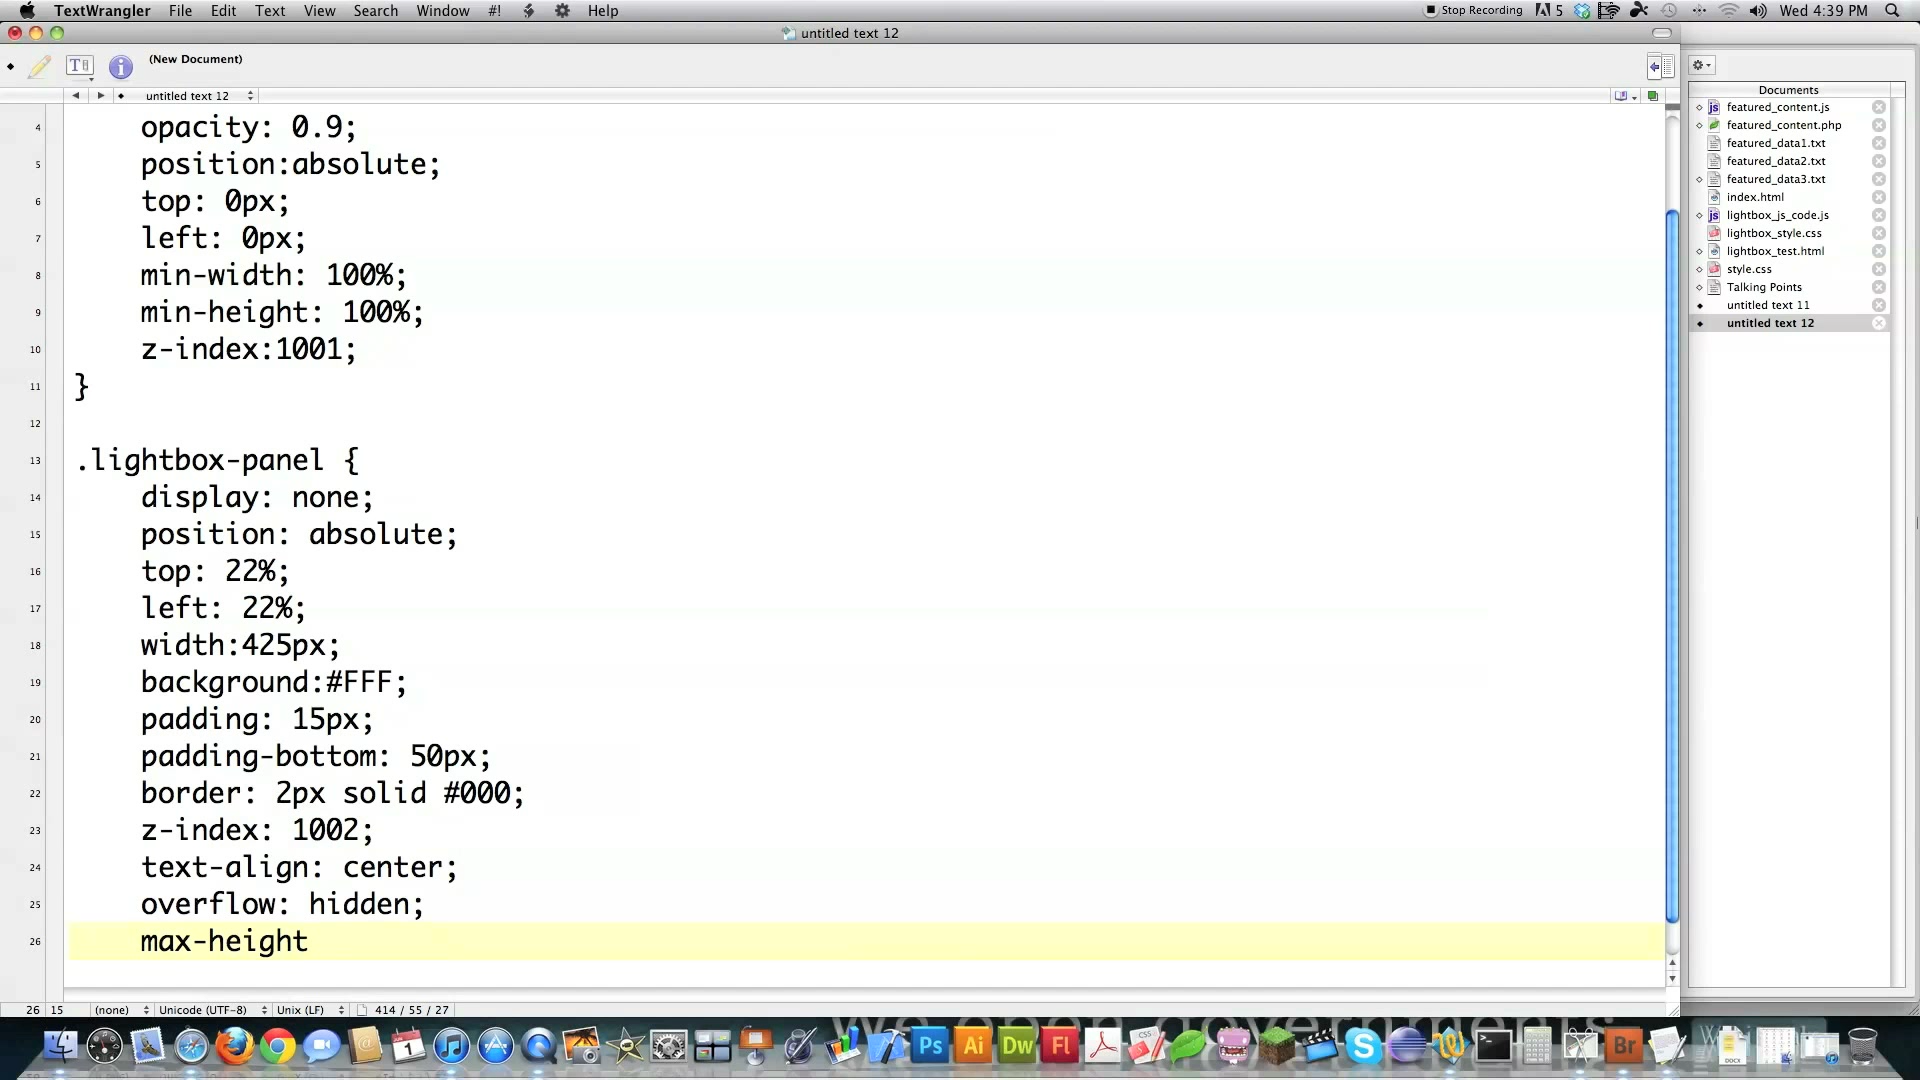 TextWrangler File Edit Text View Search Window #! Help Stop Recording 5 Wed 4:39 PM
untitled text 12
(New Document)
untitled text 12
4 opacity: 0.9;
5 position:absolute;
6 top: 0px;
7 left: 0px;
8 min-width: 100%;
9 min-height: 100%;
10 z-index:1001;
11 }
12
13 .lightbox-panel {
14 display: none;
15 position: absolute;
16 top: 22%;
17 left: 22%;
18 width:425px;
19 background:#FFF;
20 padding: 15px;
21 padding-bottom: 50px;
22 border: 2px solid #000;
23 z-index: 1002;
24 text-align: center;
25 overflow: hidden;
26 max-height
26 15 (none) Unicode (UTF-8) Unix (LF) 414 / 55 / 27
Documents
featured_content.js
featured_content.php
featured_data1.txt
featured_data2.txt
featured_data3.txt
index.html
lightbox_js_code.js
lightbox_style.css
lightbox_test.html
style.css
Talking Points
untitled text 11
untitled text 12
Ps Ai Dw Fl Br